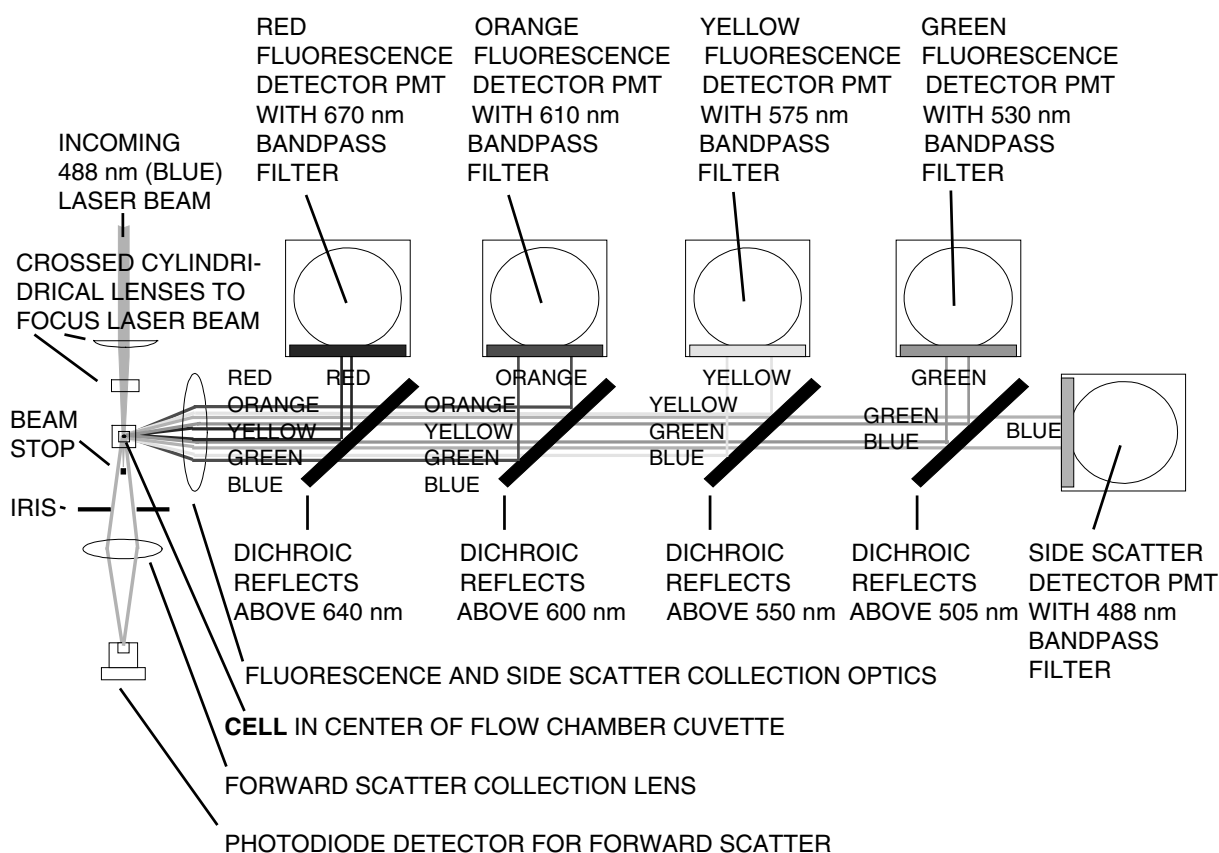 RED
FLUORESCENCE
DETECTOR PMT
WITH 670 nm
BANDPASS
FILTER
ORANGE
FLUORESCENCE
DETECTOR PMT
WITH 610 nm
BANDPASS
FILTER
YELLOW
FLUORESCENCE
DETECTOR PMT
WITH 575 nm
BANDPASS
FILTER
GREEN
FLUORESCENCE
DETECTOR PMT
WITH 530 nm
BANDPASS
FILTER
INCOMING
488 nm (BLUE)
LASER BEAM
CROSSED CYLINDRI-
DRICAL LENSES TO
FOCUS LASER BEAM
BEAM
STOP
IRIS
RED
ORANGE
YELLOW
GREEN
BLUE
RED
ORANGE
YELLOW
GREEN
BLUE
ORANGE
YELLOW
GREEN
BLUE
YELLOW
GREEN
BLUE
GREEN
BLUE
DICHROIC
REFLECTS
ABOVE 640 nm
DICHROIC
REFLECTS
ABOVE 600 nm
DICHROIC
REFLECTS
ABOVE 550 nm
DICHROIC
REFLECTS
ABOVE 505 nm
SIDE SCATTER
DETECTOR PMT
WITH 488 nm
BANDPASS
FILTER
FLUORESCENCE AND SIDE SCATTER COLLECTION OPTICS
CELL IN CENTER OF FLOW CHAMBER CUVETTE
FORWARD SCATTER COLLECTION LENS
PHOTODIODE DETECTOR FOR FORWARD SCATTER